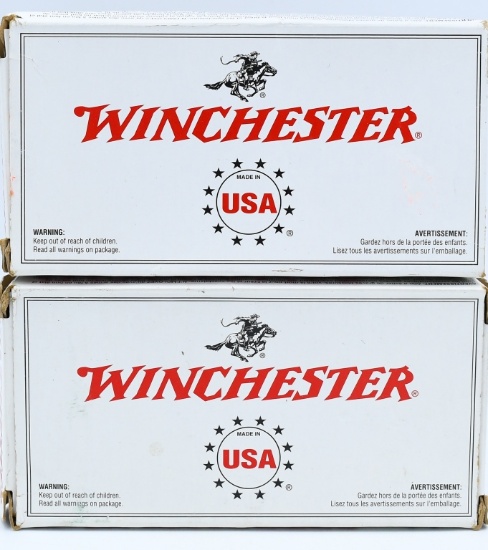 ®
WINCHESTER®
MADE IN
USA
®
WARNING:
Keep out of reach of children.
Read all warnings on package.
AVERTISSEMENT:
Gardez hors de la portée des enfants.
Lisez tous les avertissements sur l'emballage.
®
WINCHESTER®
MADE IN
USA
®
WARNING:
Keep out of reach of children.
Read all warnings on package.
AVERTISSEMENT:
Gardez hors de la portée des enfants.
Lisez tous les avertissements sur l'emballage.